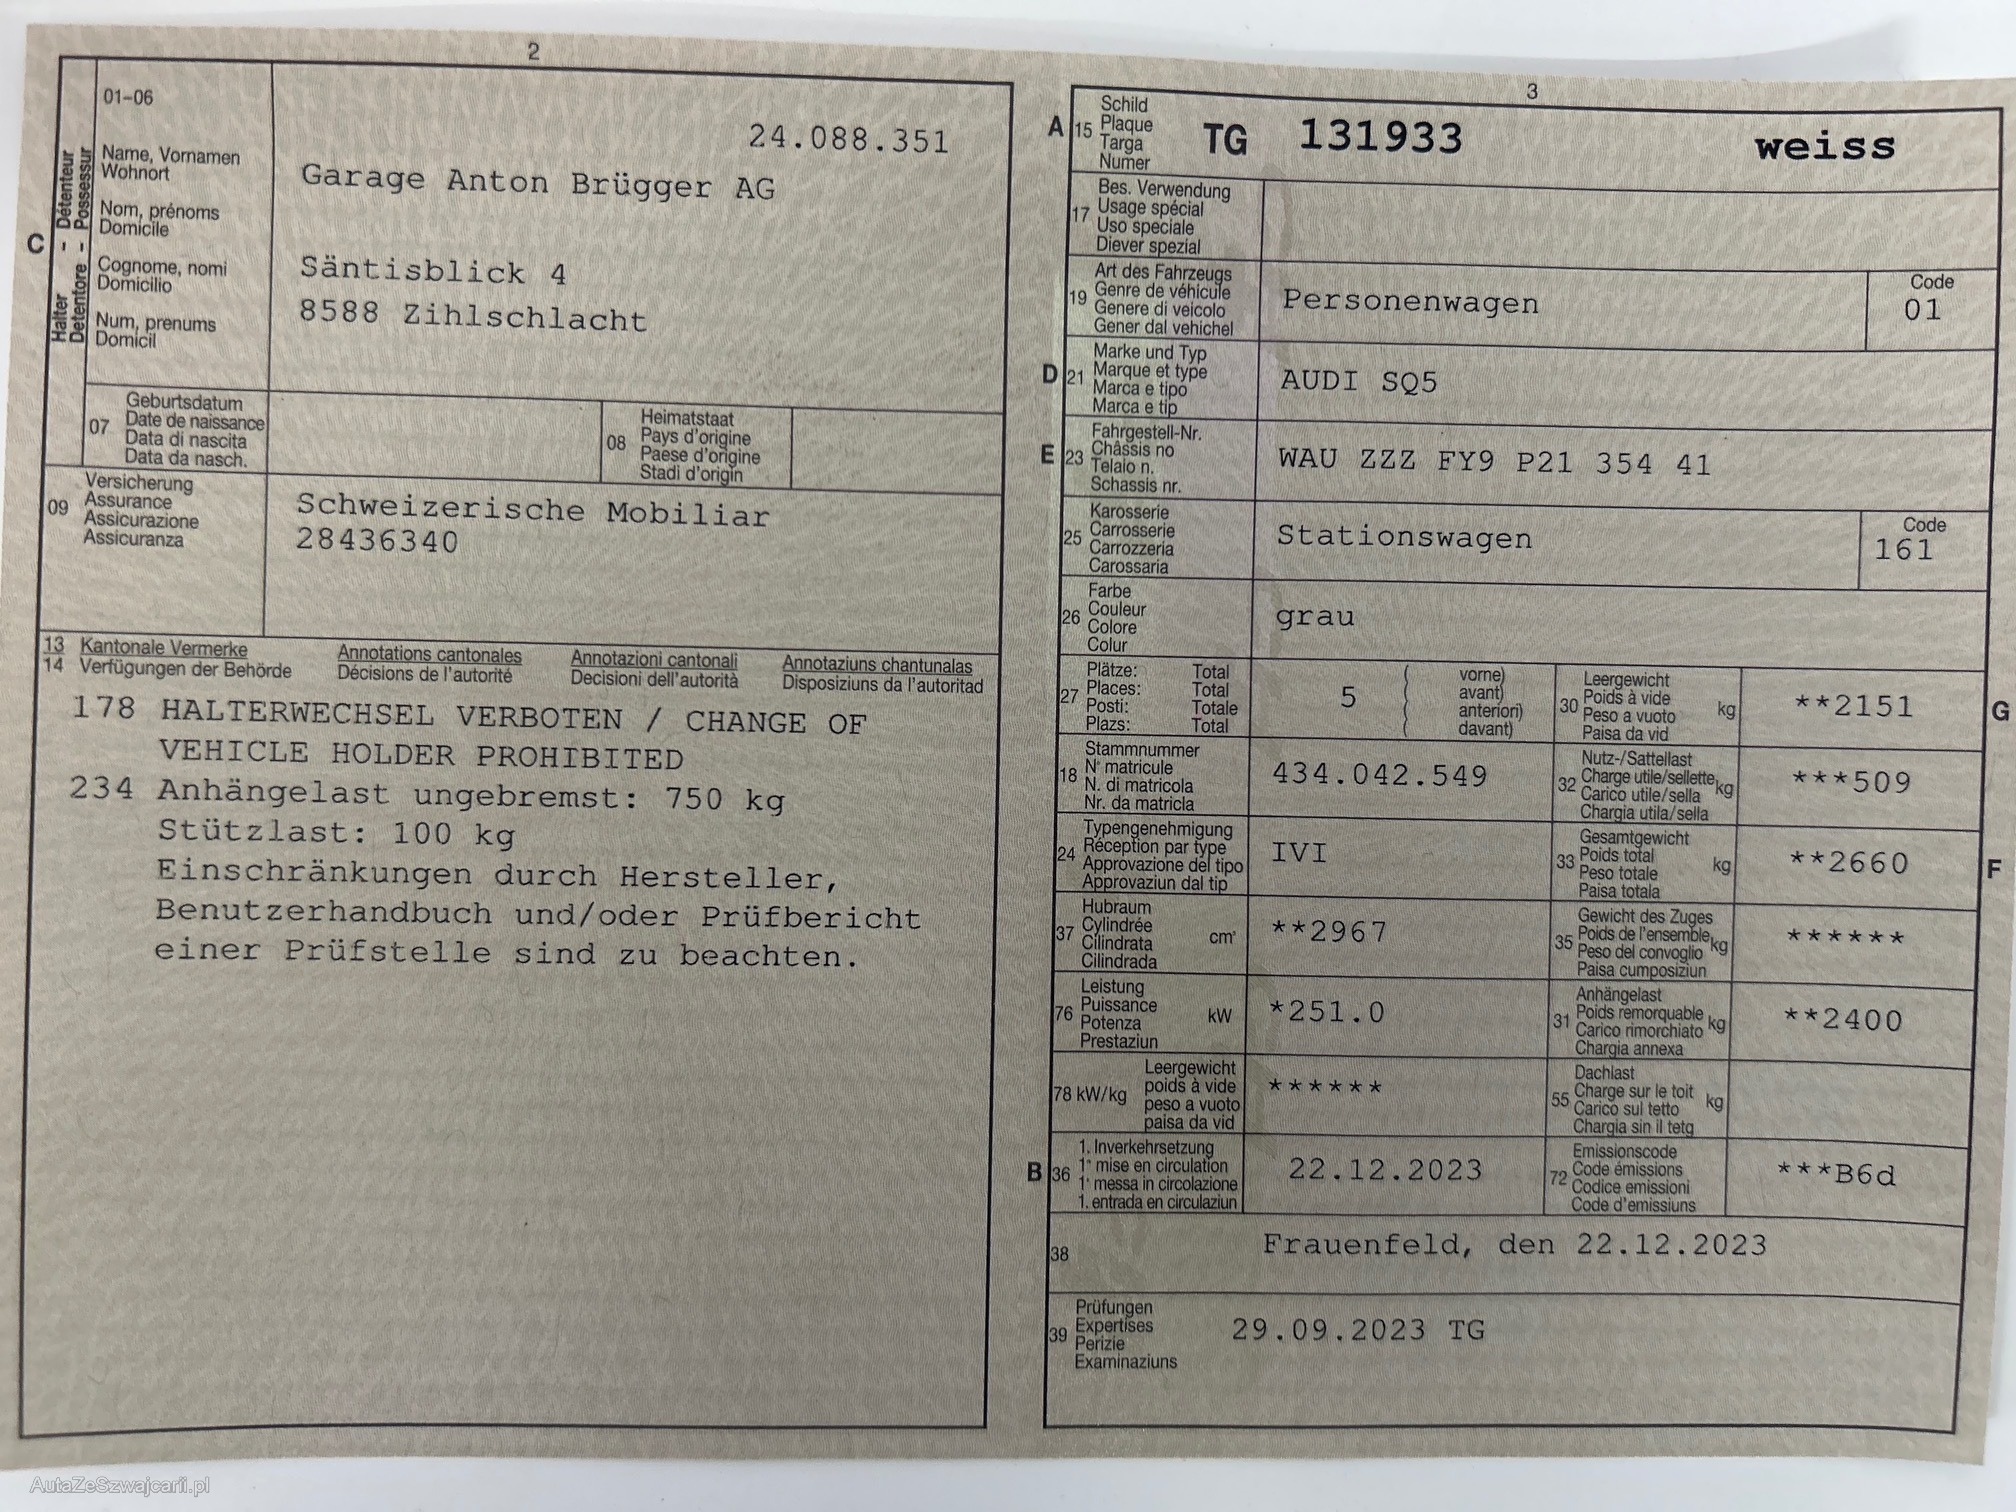 2
01-06
24.088.351
C
Halter - Détenteur
Detentore - Possessur
Name, Vornamen
Wohnort
Nom, prénoms
Domicile
Cognome, nomi
Domicilio
Num, prenums
Domicil
Garage Anton Brügger AG
Säntisblick 4
8588 Zihlschlacht
07
Geburtsdatum
Date de naissance
Data di nascita
Data da nasch.
08
Heimatstaat
Pays d'origine
Paese d'origine
Stadi d'origin
09
Versicherung
Assurance
Assicurazione
Assicuranza
Schweizerische Mobiliar
28436340
13 Kantonale Vermerke Annotations cantonales Annotazioni cantonali Annotaziuns chantunalas
14 Verfügungen der Behörde Décisions de l'autorité Decisioni dell'autorità Disposiziuns da l'autoritad
178 HALTERWECHSEL VERBOTEN / CHANGE OF
VEHICLE HOLDER PROHIBITED
234 Anhängelast ungebremst: 750 kg
Stützlast: 100 kg
Einschränkungen durch Hersteller,
Benutzerhandbuch und/oder Prüfbericht
einer Prüfstelle sind zu beachten.
3
A 15
Schild
Plaque
Targa
Numer
TG 131933 weiss
17
Bes. Verwendung
Usage spécial
Uso speciale
Diever spezial
19
Art des Fahrzeugs
Genre de véhicule
Genere di veicolo
Gener dal vehichel
Personenwagen
Code
01
D 21
Marke und Typ
Marque et type
Marca e tipo
Marca e tip
AUDI SQ5
E 23
Fahrgestell-Nr.
Châssis no
Telaio n.
Schassis nr.
WAU ZZZ FY9 P21 354 41
25
Karosserie
Carrosserie
Carrozzeria
Carossaria
Stationswagen
Code
161
26
Farbe
Couleur
Colore
Colur
grau
27
Plätze: Total
Places: Total
Posti: Totale
Plazs: Total
5
( vorne)
( avant)
( anteriori)
( davant)
30
Leergewicht
Poids à vide
Peso a vuoto
Paisa da vid
kg
**2151
G
18
Stammnummer
N° matricule
N. di matricola
Nr. da matricla
434.042.549
32
Nutz-/Sattellast
Charge utile/sellette
Carico utile/sella
Chargia utila/sella
kg
***509
24
Typengenehmigung
Réception par type
Approvazione del tipo
Approvaziun dal tip
IVI
33
Gesamtgewicht
Poids total
Peso totale
Paisa totala
kg
**2660
F
37
Hubraum
Cylindrée
Cilindrata
Cilindrada
cm³
**2967
35
Gewicht des Zuges
Poids de l'ensemble
Peso del convoglio
Paisa cumposiziun
kg
******
76
Leistung
Puissance
Potenza
Prestaziun
kW
*251.0
31
Anhängelast
Poids remorquable
Carico rimorchiato
Chargia annexa
kg
**2400
78 kW/kg
Leergewicht
poids à vide
peso a vuoto
paisa da vid
******
55
Dachlast
Charge sur le toit
Carico sul tetto
Chargia sin il tetg
kg
B 36
1. Inverkehrsetzung
1° mise en circulation
1° messa in circolazione
1. entrada en circulaziun
22.12.2023
72
Emissionscode
Code émissions
Codice emissioni
Code d'emissiuns
***B6d
38
Frauenfeld, den 22.12.2023
39
Prüfungen
Expertises
Perizie
Examinaziuns
29.09.2023 TG
AutaZeSzwajcarii.pl